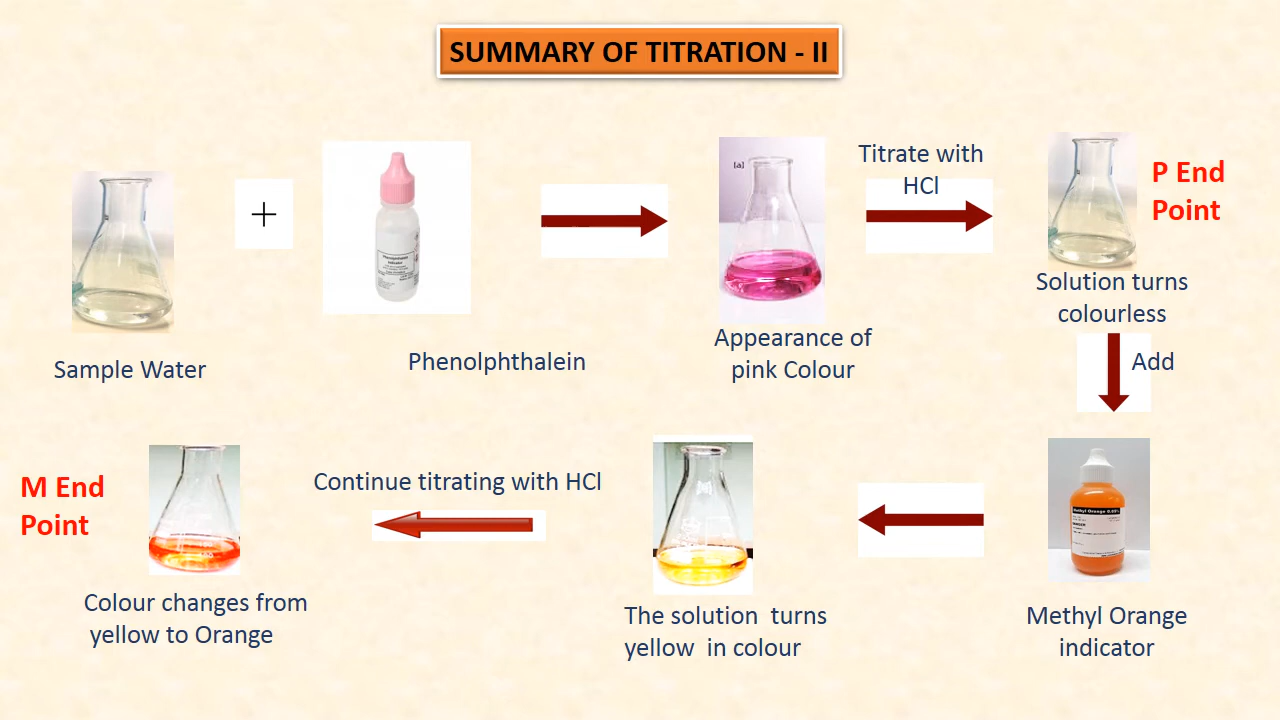 SUMMARY OF TITRATION - II
[a]
Titrate with
HCl
P End
Point
+
Sample Water
Phenolphthalein
Appearance of
pink Colour
Solution turns
colourless
Add
Methyl Orange 0.05%
Methyl Orange
indicator
The solution turns
yellow in colour
Continue titrating with HCl
M End
Point
Colour changes from
yellow to Orange